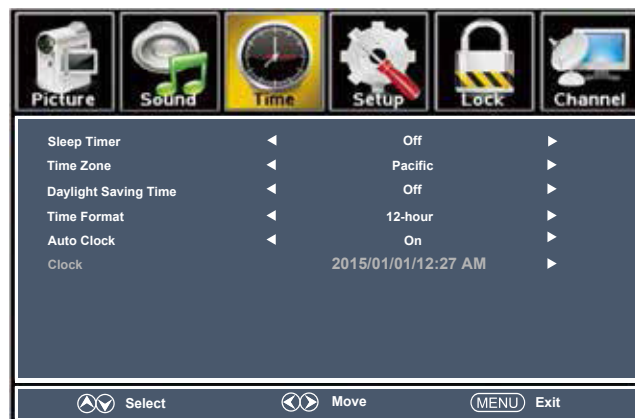 Picture Sound Time Setup Lock Channel
Sleep Timer Off
Time Zone Pacific
Daylight Saving Time Off
Time Format 12-hour
Auto Clock On
Clock 2015/01/01/12:27 AM
Select Move MENU Exit